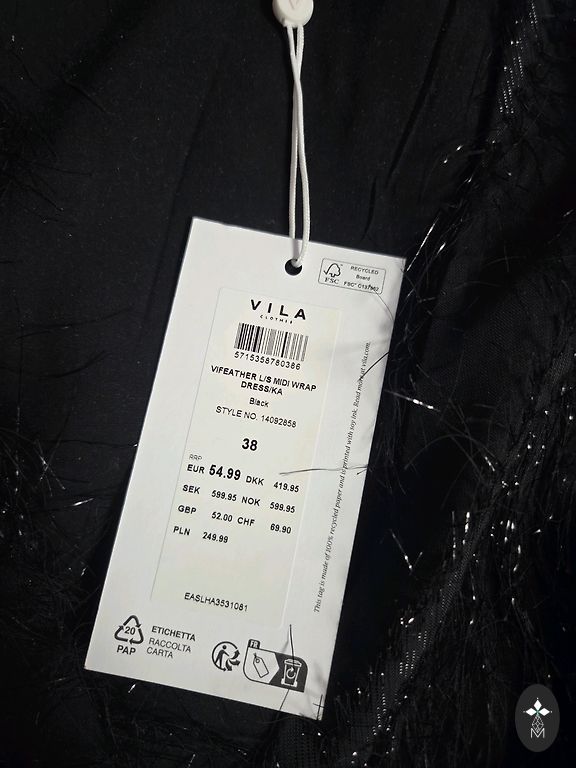 RECYCLED
Board
FSC
FSC® C137967
VILA
CLOTHES
5715358780386
VIFEATHER L/S MIDI WRAP
DRESS/KA
Black
STYLE NO. 14092858
38
RRP
EUR 54.99 DKK 419.95
SEK 599.95 NOK 599.95
GBP 52.00 CHF 69.90
PLN 249.99
EASLHA3531081
This tag is made of 100% recycled paper and is printed with soy ink. Read more at vila.com.
20
PAP
ETICHETTA
RACCOLTA
CARTA
FR
M